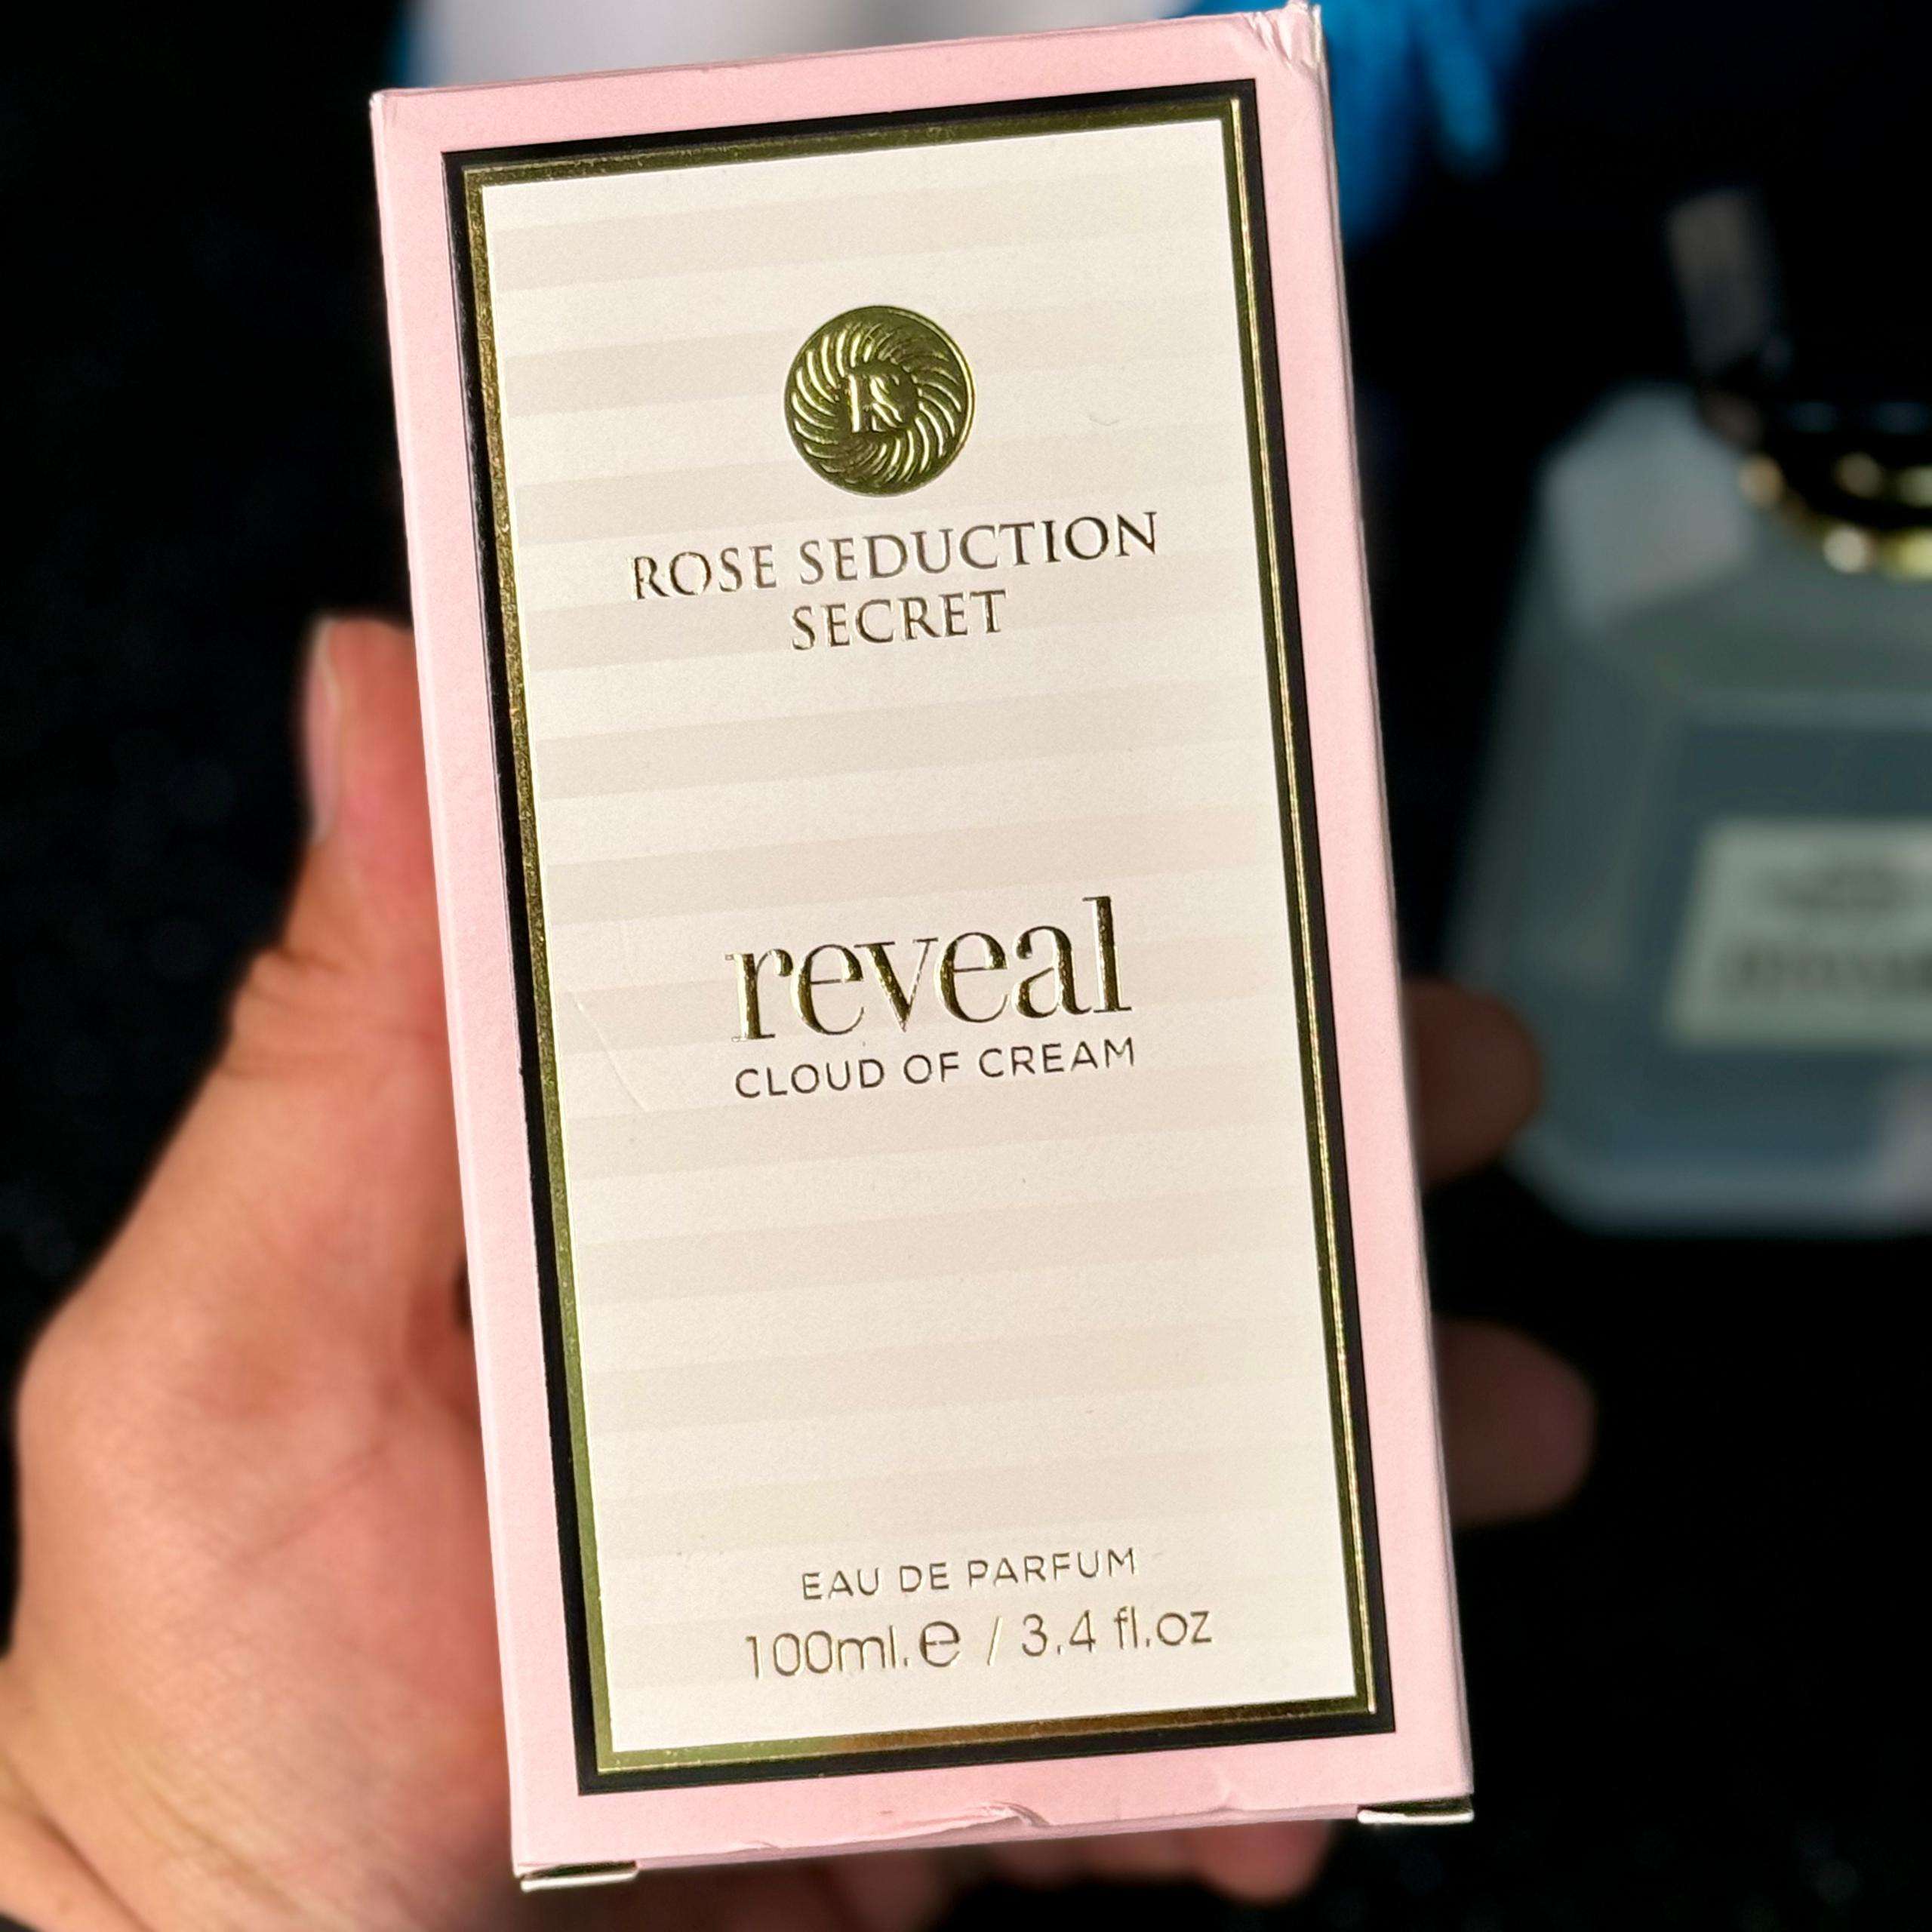 R
ROSE SEDUCTION
SECRET
reveal
CLOUD OF CREAM
EAU DE PARFUM
100ml.e / 3.4 fl.oz